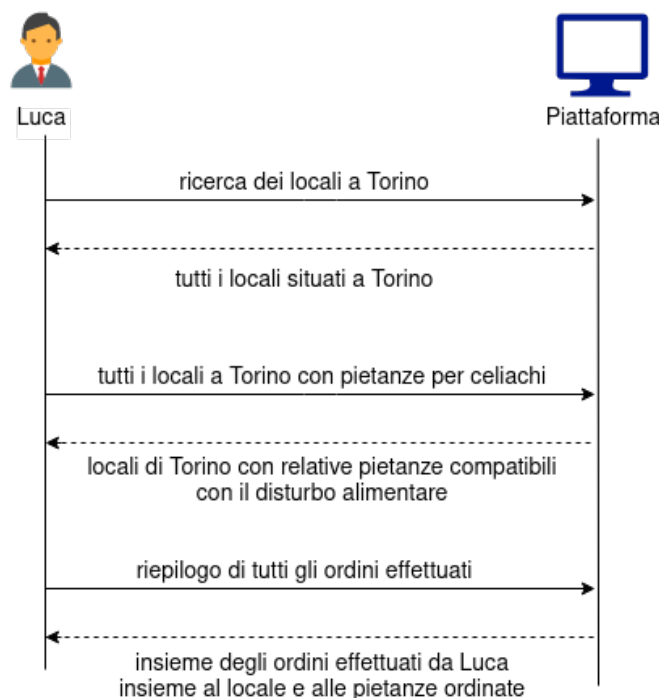 Luca
Piattaforma
ricerca dei locali a Torino
tutti i locali situati a Torino
tutti i locali a Torino con pietanze per celiachi
locali di Torino con relative pietanze compatibili
con il disturbo alimentare
riepilogo di tutti gli ordini effettuati
insieme degli ordini effettuati da Luca
insieme al locale e alle pietanze ordinate